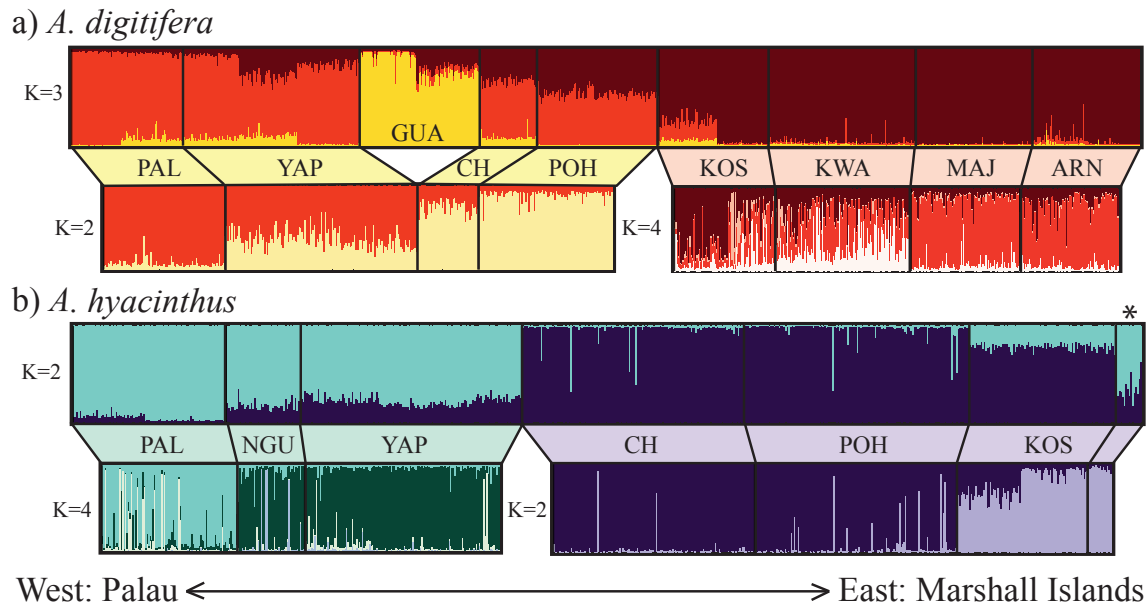 a) A. digitifera
K=3
GUA
PAL YAP CH POH KOS KWA MAJ ARN
K=2 K=4
b) A. hyacinthus
*
K=2
PAL NGU YAP CH POH KOS
K=4 K=2
West: Palau East: Marshall Islands